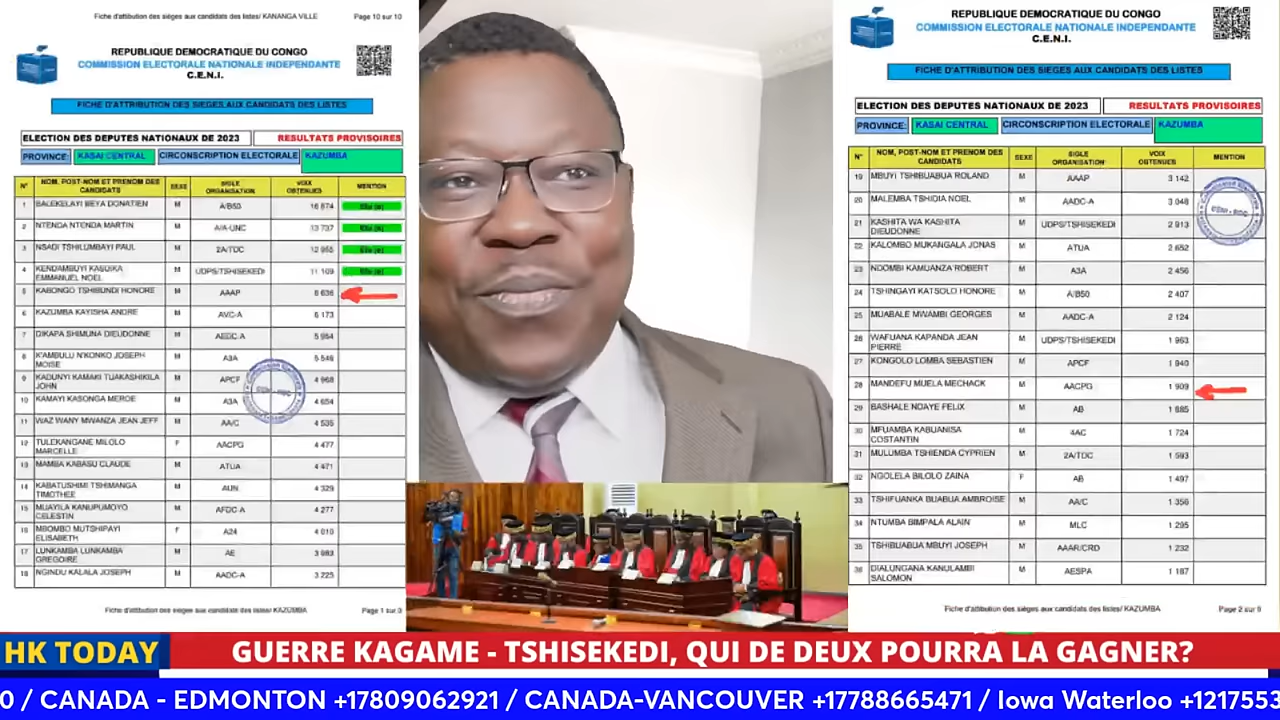 Fiche d'attibution des sièges aux candidats des listes/ KANANGA VILLE Page 10 sur 10
REPUBLIQUE DEMOCRATIQUE DU CONGO
COMMISSION ELECTORALE NATIONALE INDEPENDANTE
C.E.N.I.
FICHE D'ATTRIBUTION DES SIEGES AUX CANDIDATS DES LISTES
ELECTION DES DEPUTES NATIONAUX DE 2023 RESULTATS PROVISOIRES
PROVINCE: KASAI CENTRAL CIRCONSCRIPTION ELECTORALE KAZUMBA
N° NOM, POST-NOM ET PRENOM DES CANDIDATS SEXE SIGLE ORGANISATION VOIX OBTENUES MENTION
1 BALEKELAYI BEYA DONATIEN M A/B50 16 874
2 NTENDA NTENDA MARTIN M A/A-UNC 13 737
3 NSADI TSHILUMBAYI PAUL M 2A/TDC
4 KENDAMBUYI KASUIKA EMMANUEL NOEL M UDPS/TSHISEKEDI 11 109
5 KABONGO TSHIBUNDI HONORE M AAAP 8 636
6 KAZUMBA KAYISHA ANDRE M AVC-A 6 173
7 DIKAPA SHIMUNA DIEUDONNE M AEDC-A 5 954
8 K'AMBULU N'KONKO JOSEPH MOISE M A3A 5 546
9 KADUNYI KAMAKI TUAKASHIKILA JOHN M APCF 4 968
10 KAMAYI KASONGA MEROE M A3A 4 654
11 WAZ WANY MWANZA JEAN JEFF M AA/C 4 535
12 TULEKANGANE MILOLO MARCELLE F AACPG 4 477
13 MAMBA KABASU CLAUDE M ATUA 4 471
14 KABATUSHIMI TSHIMANGA TIMOTHEE M AUN 4 329
15 MUAYILA KANUPUMOYO CELESTIN M AFDC-A 4 277
16 MBOMBO MUTSHIPAYI ELISABETH F A24 4 010
17 LUNKAMBA LUNKAMBA GREGOIRE M AE 3 983
18 NGINDU KALALA JOSEPH M AADC-A 3 225
Fiche d'attibution des sièges aux candidats des listes/ KAZUMBA Page 1 sur
REPUBLIQUE DEMOCRATIQUE DU CONGO
COMMISSION ELECTORALE NATIONALE INDEPENDANTE
C.E.N.I.
FICHE D'ATTRIBUTION DES SIEGES AUX CANDIDATS DES LISTES
ELECTION DES DEPUTES NATIONAUX DE 2023 RESULTATS PROVISOIRES
PROVINCE: KASAI CENTRAL CIRCONSCRIPTION ELECTORALE KAZUMBA
N° NOM, POST-NOM ET PRENOM DES CANDIDATS SEXE SIGLE ORGANISATION VOIX OBTENUES MENTION
19 MBUYI TSHIBUABUA ROLAND M AAAP 3 142
20 MALEMBA TSHIDIA NOEL M AADC-A 3 048
21 KASHITA WA KASHITA DIEUDONNE M UDPS/TSHISEKEDI 2 913
22 KALOMBO MUKANGALA JONAS M ATUA 2 652
23 NDOMBI KAMUANZA ROBERT M A3A 2 456
24 TSHINGAYI KATSOLO HONORE M A/B50 2 407
25 MUABALE MWAMBI GEORGES M AADC-A 2 124
26 WAFUANA KAPANDA JEAN PIERRE M UDPS/TSHISEKEDI 1 963
27 KONGOLO LOMBA SEBASTIEN M APCF 1 940
28 MANDEFU MUELA MECHACK M AACPG 1 909
29 BASHALE NDAYE FELIX M AB 1 885
30 MFUAMBA KABUANISA COSTANTIN M 4AC 1 724
31 MULUMBA TSHIENDA CYPRIEN M 2A/TDC 1 593
32 NGOLELA BILOLO ZAINA F AB 1 497
33 TSHIFUANKA BUABUA AMBROISE M AA/C 1 356
34 NTUMBA BIMPALA ALAIN M MLC 1 295
35 TSHIBUABUA MBUYI JOSEPH M AAAR/CRD 1 232
36 DIALUNGANA KANULAMBI SALOMON M AESPA 1 187
Fiche d'attibution des sièges aux candidats des listes/ KAZUMBA Page 2 sur
HK TODAY GUERRE KAGAME - TSHISEKEDI, QUI DE DEUX POURRA LA GAGNER?
0 / CANADA - EDMONTON +17809062921 / CANADA-VANCOUVER +17788665471 / Iowa Waterloo +1217553